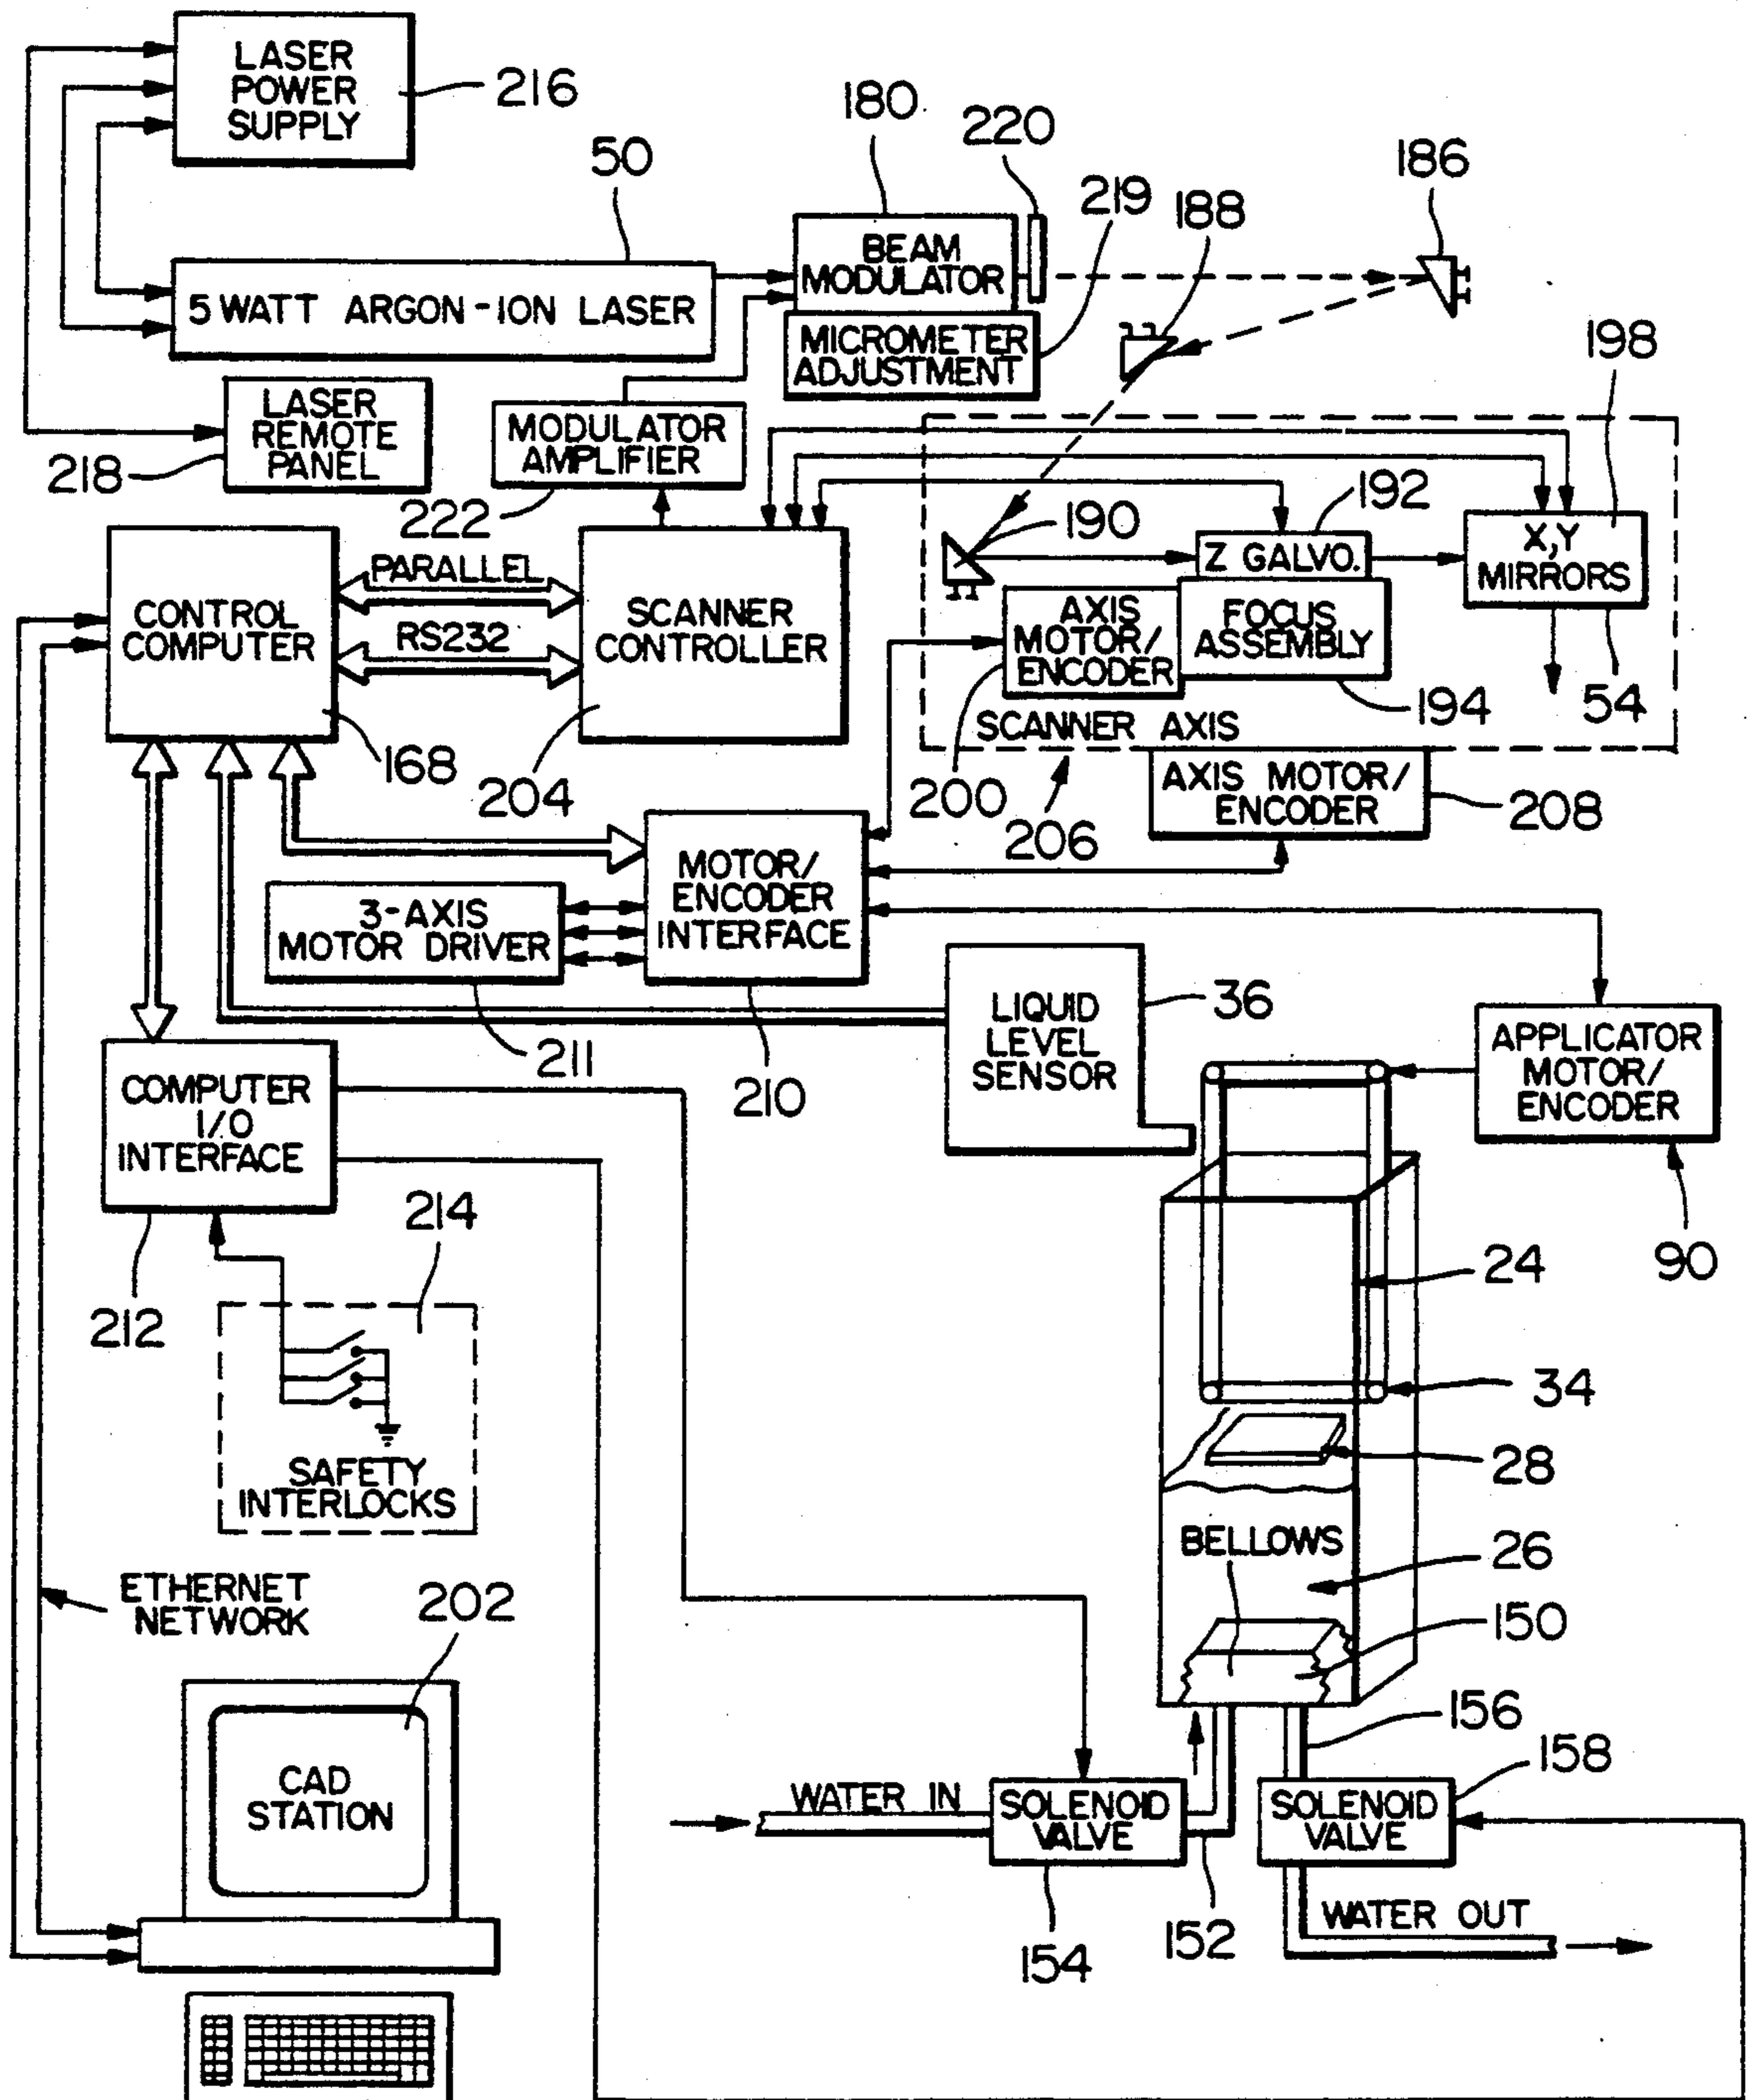 LASER
POWER
SUPPLY
216
50
180
220
219
188
186
BEAM
MODULATOR
5 WATT ARGON-ION LASER
MICROMETER
ADJUSTMENT
198
LASER
REMOTE
PANEL
218
MODULATOR
AMPLIFIER
222
192
190
Z GALVO.
X,Y
MIRRORS
PARALLEL
CONTROL
COMPUTER
RS232
SCANNER
CONTROLLER
AXIS
MOTOR/
ENCODER
FOCUS
ASSEMBLY
194
54
SCANNER AXIS
168
204
200
206
AXIS MOTOR/
ENCODER
208
MOTOR/
ENCODER
INTERFACE
3-AXIS
MOTOR DRIVER
211
210
LIQUID
LEVEL
SENSOR
36
APPLICATOR
MOTOR/
ENCODER
90
COMPUTER
I/O
INTERFACE
212
214
SAFETY
INTERLOCKS
24
34
28
BELLOWS
26
150
ETHERNET
NETWORK
202
CAD
STATION
156
158
WATER IN
SOLENOID
VALVE
SOLENOID
VALVE
154
152
WATER OUT